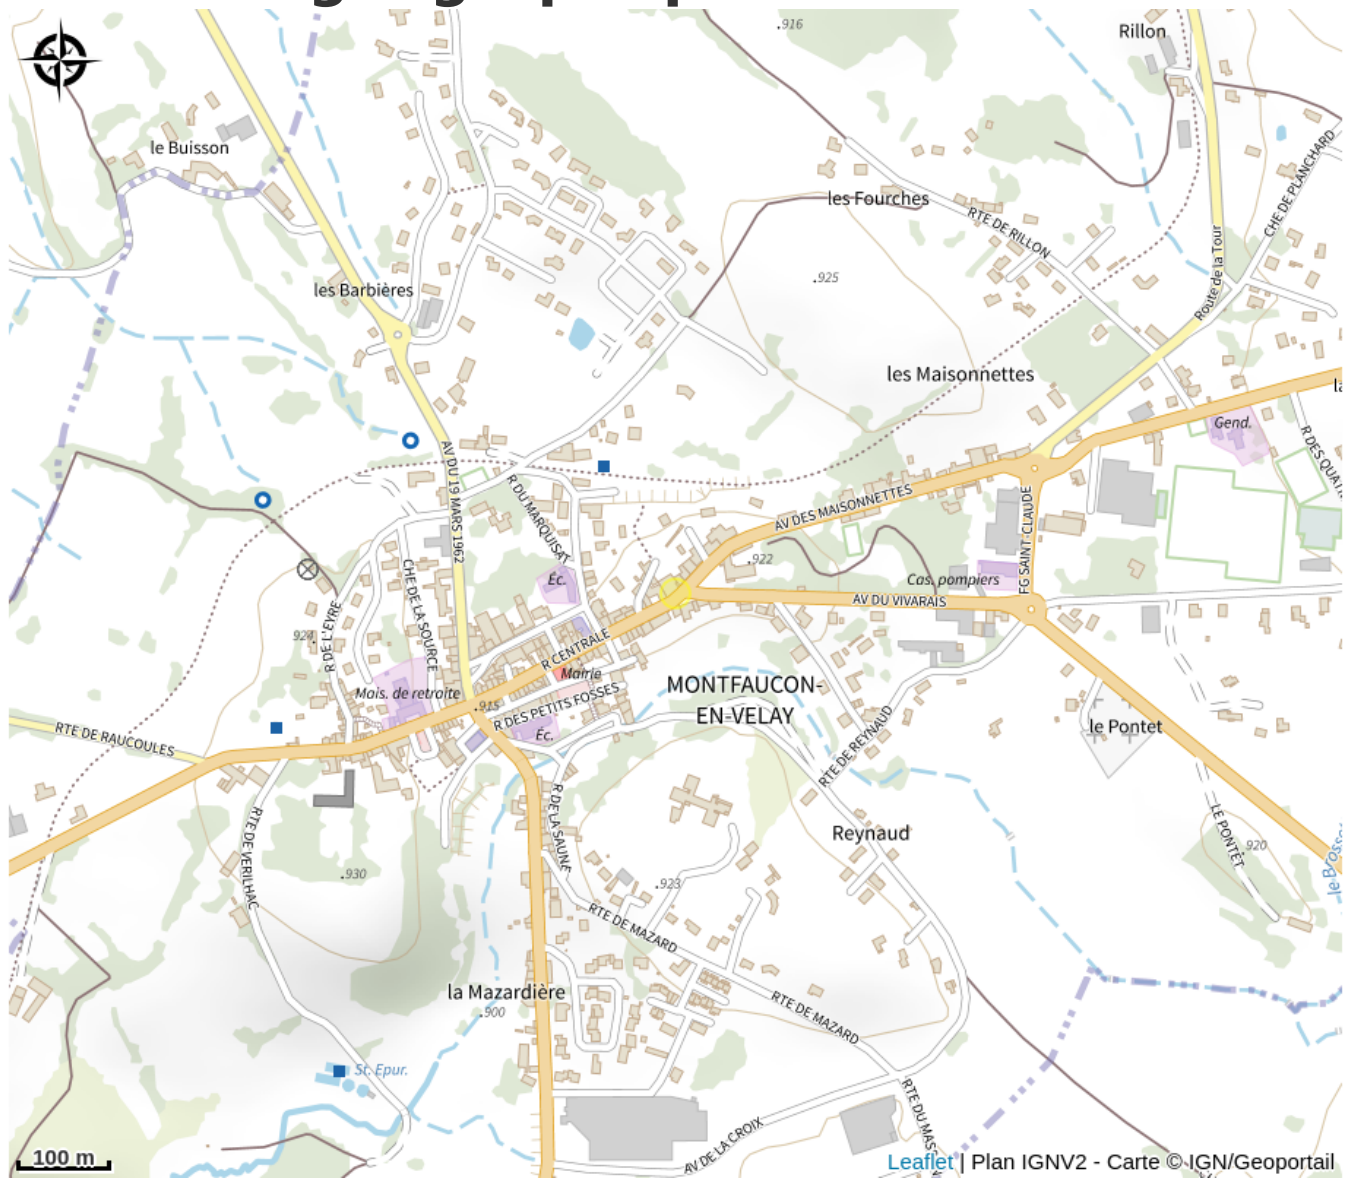 916
Rillon
le Buisson
CHE DE PLANCHARD
les Fourches
RTE DE RILLON
Route de la Tour
925
les Barbières
les Maisonnettes
Gend.
AV DU 19 MARS 1962
R DU MARQUISAT
AV DES MAISONNETTES
FG SAINT-CLAUDE
922
Éc.
Cas. pompiers
AV DU VIVARAIS
CHE DE LA SOURCE
R DE L'EYRE
924
R CENTRALE
Mairie
Mais. de retraite
MONTFAUCON-
EN-VELAY
915
R DES PETITS FOSSES
Éc.
le Pontet
RTE DE RAUCOULES
RTE DE REYNAUD
R DE LA SAUNE
RTE DE VERILHAC
Reynaud
LE PONTET
920
930
923
RTE DE MAZARD
la Mazardière
900
RTE DE MAZARD
St. Epur.
AV DE LA CROIX
100 m
Leaflet | Plan IGNV2 - Carte © IGN/Geoportail